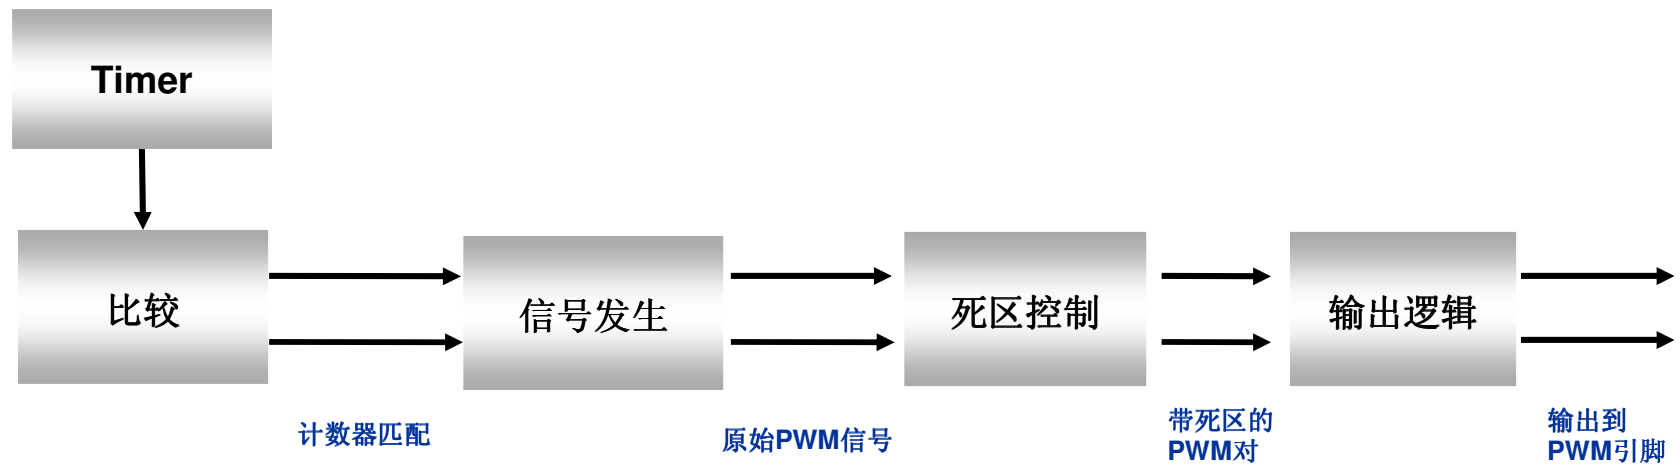 Timer
比较
信号发生
死区控制
输出逻辑
计数器匹配
原始PWM信号
带死区的
PWM对
输出到
PWM引脚